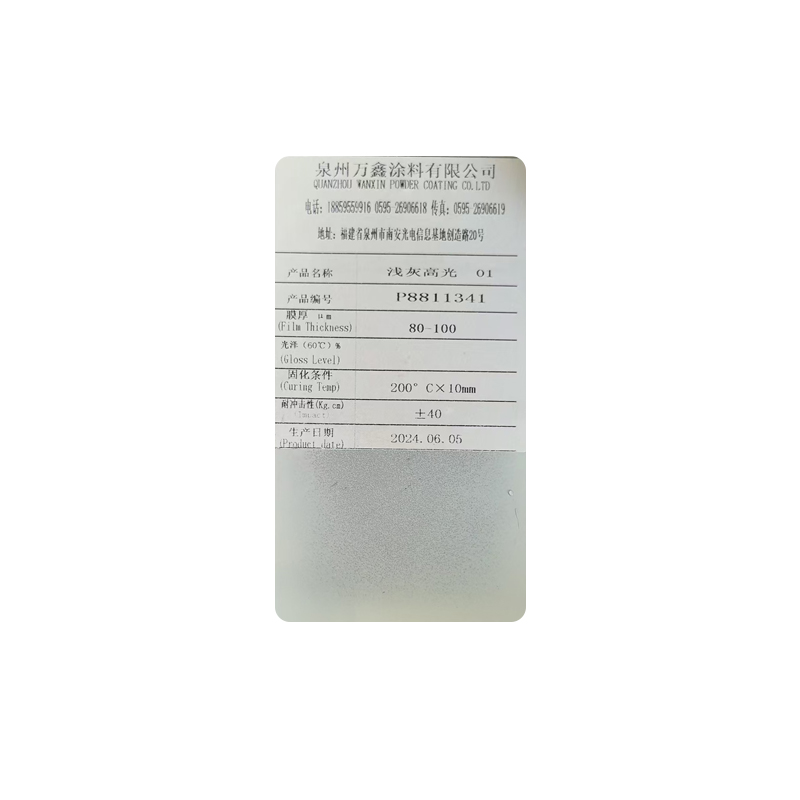 泉州万鑫涂料有限公司
QUANZHOU WANXIN POWDER COATING CO.LTD
电话：18859559916 0595 26906618 传真：0595 26906619
地址：福建省泉州市南安光电信息基地创造路20号
产品名称 浅灰高光 01
产品编号 P8811341
膜厚 μm
(Film Thickness) 80-100
光泽（60℃）%
(Gloss Level)
固化条件
(Curing Temp) 200° C×10mm
耐冲击性(Kg.cm)
(Impact) ±40
生产日期
(Product date) 2024.06.05